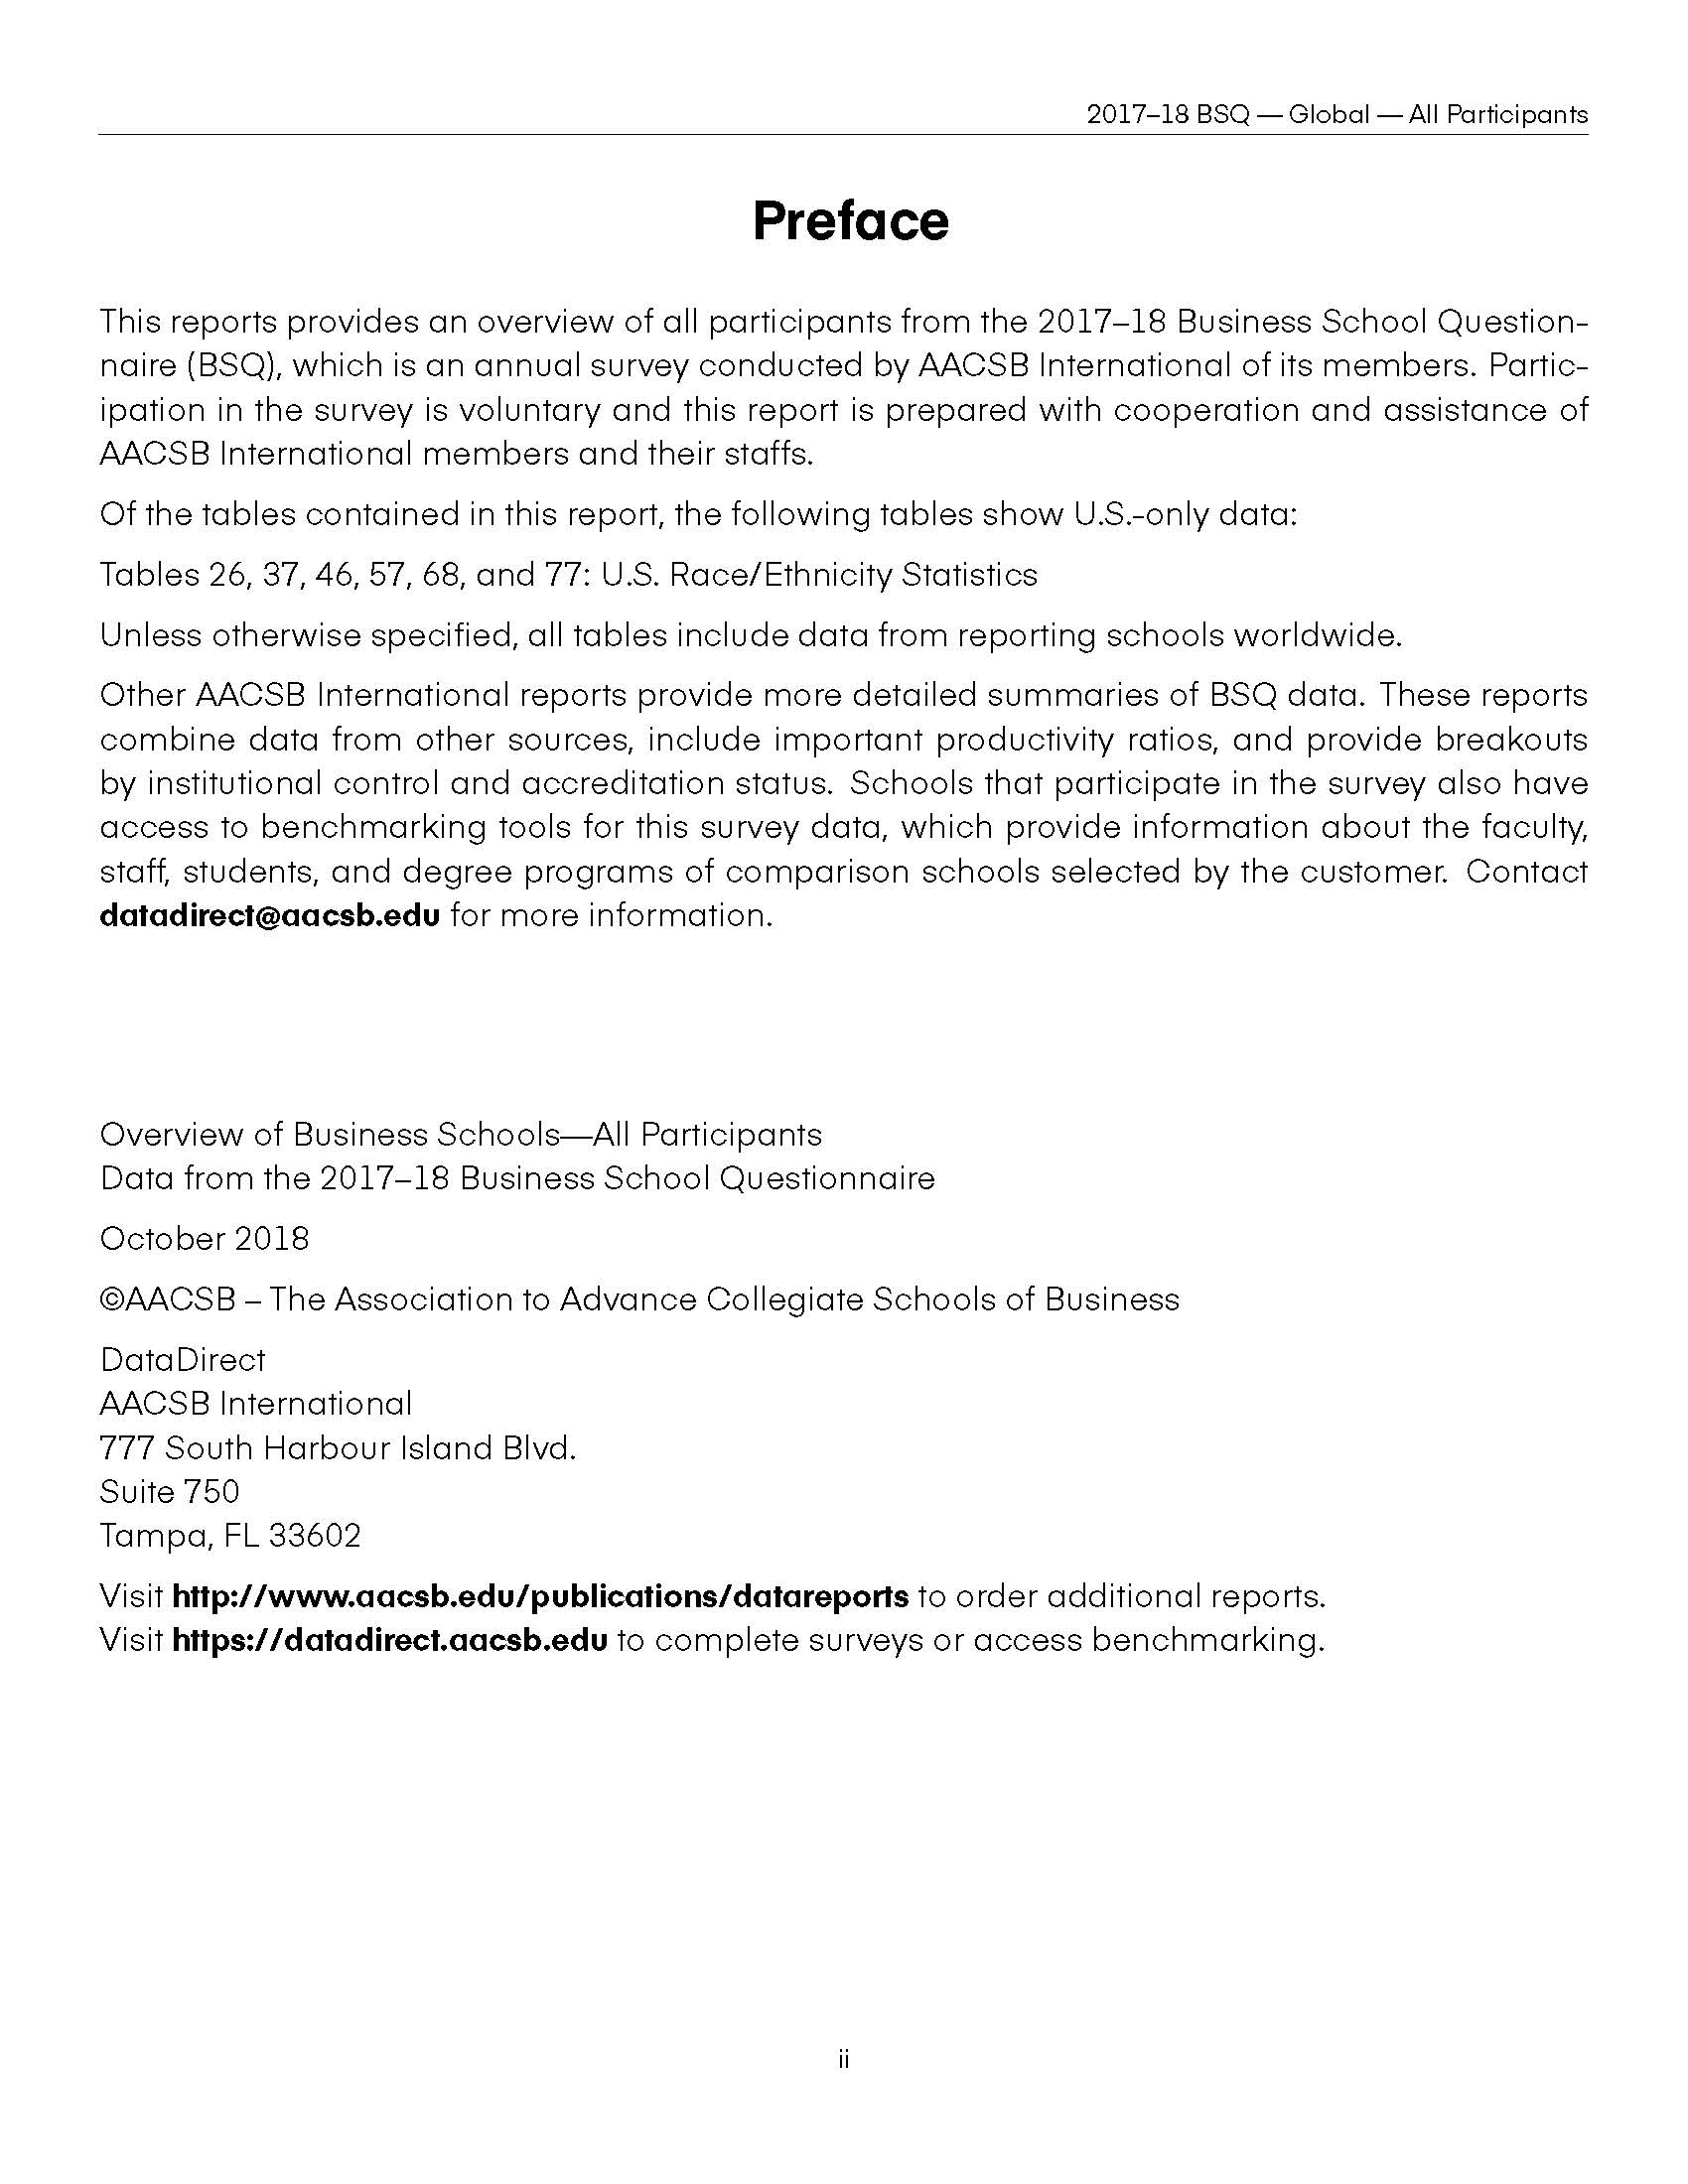 2017–18 BSQ — Global — All Participants
Preface
This reports provides an overview of all participants from the 2017–18 Business School Question-
naire (BSQ), which is an annual survey conducted by AACSB International of its members. Partic-
ipation in the survey is voluntary and this report is prepared with cooperation and assistance of
AACSB International members and their staffs.
Of the tables contained in this report, the following tables show U.S.-only data:
Tables 26, 37, 46, 57, 68, and 77: U.S. Race/Ethnicity Statistics
Unless otherwise specified, all tables include data from reporting schools worldwide.
Other AACSB International reports provide more detailed summaries of BSQ data. These reports
combine data from other sources, include important productivity ratios, and provide breakouts
by institutional control and accreditation status. Schools that participate in the survey also have
access to benchmarking tools for this survey data, which provide information about the faculty,
staff, students, and degree programs of comparison schools selected by the customer. Contact
datadirect@aacsb.edu for more information.
Overview of Business Schools—All Participants
Data from the 2017–18 Business School Questionnaire
October 2018
©AACSB – The Association to Advance Collegiate Schools of Business
DataDirect
AACSB International
777 South Harbour Island Blvd.
Suite 750
Tampa, FL 33602
Visit http://www.aacsb.edu/publications/datareports to order additional reports.
Visit https://datadirect.aacsb.edu to complete surveys or access benchmarking.
ii